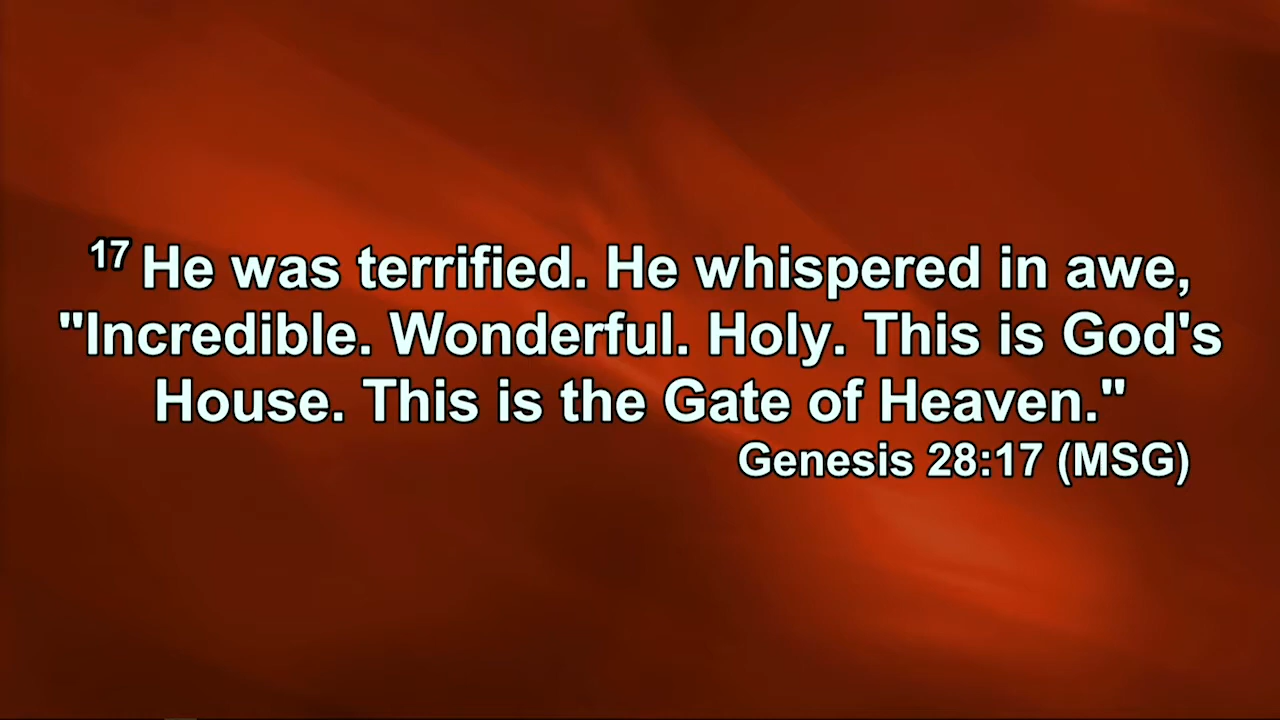 17 He was terrified. He whispered in awe,
"Incredible. Wonderful. Holy. This is God's
House. This is the Gate of Heaven."
Genesis 28:17 (MSG)